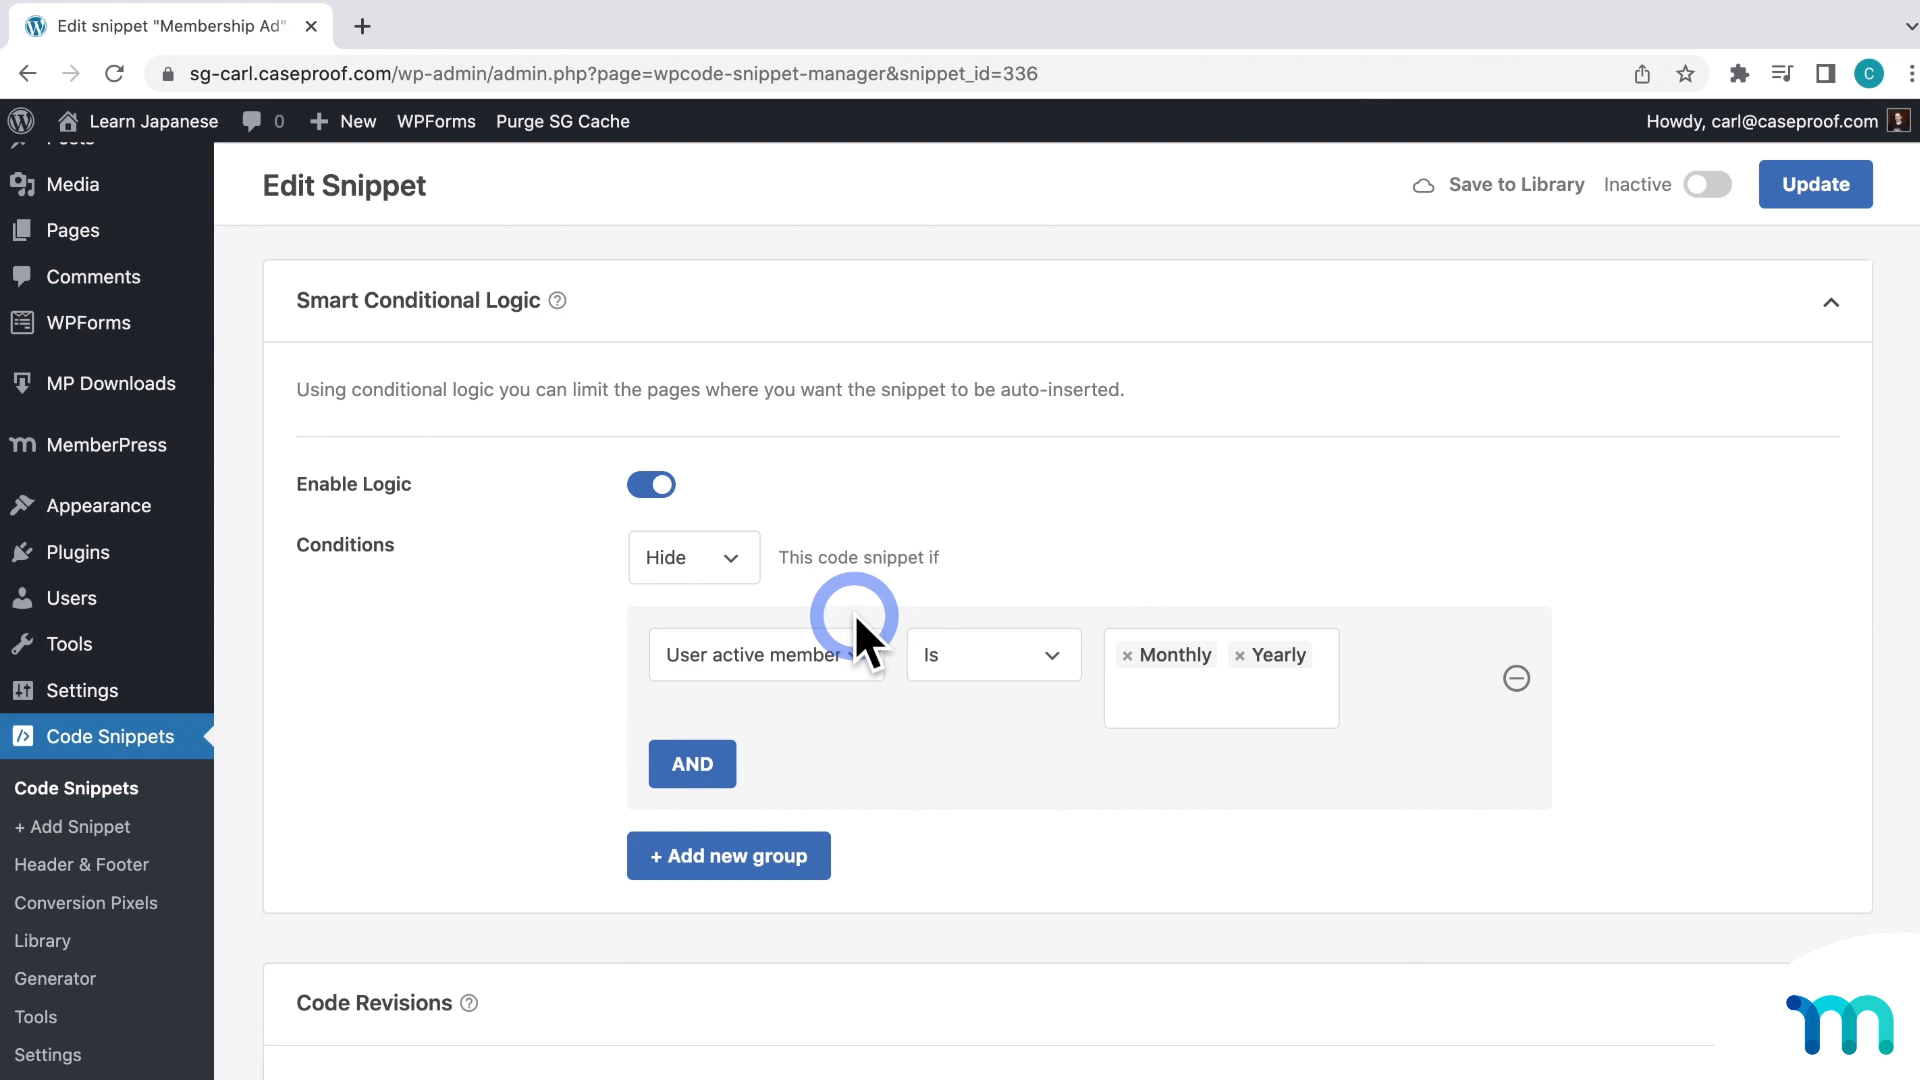 Edit snippet "Membership Ad"
sg-carl.caseproof.com/wp-admin/admin.php?page=wpcode-snippet-manager&snippet_id=336
C
Learn Japanese 0 + New WPForms Purge SG Cache Howdy, carl@caseproof.com
Media
Pages
Comments
WPForms
MP Downloads
MemberPress
Appearance
Plugins
Users
Tools
Settings
Code Snippets
Code Snippets
+ Add Snippet
Header & Footer
Conversion Pixels
Library
Generator
Tools
Settings
Edit Snippet
Save to Library Inactive Update
Smart Conditional Logic
Using conditional logic you can limit the pages where you want the snippet to be auto-inserted.
Enable Logic
Conditions Hide This code snippet if
User active member Is × Monthly × Yearly
AND
+ Add new group
Code Revisions